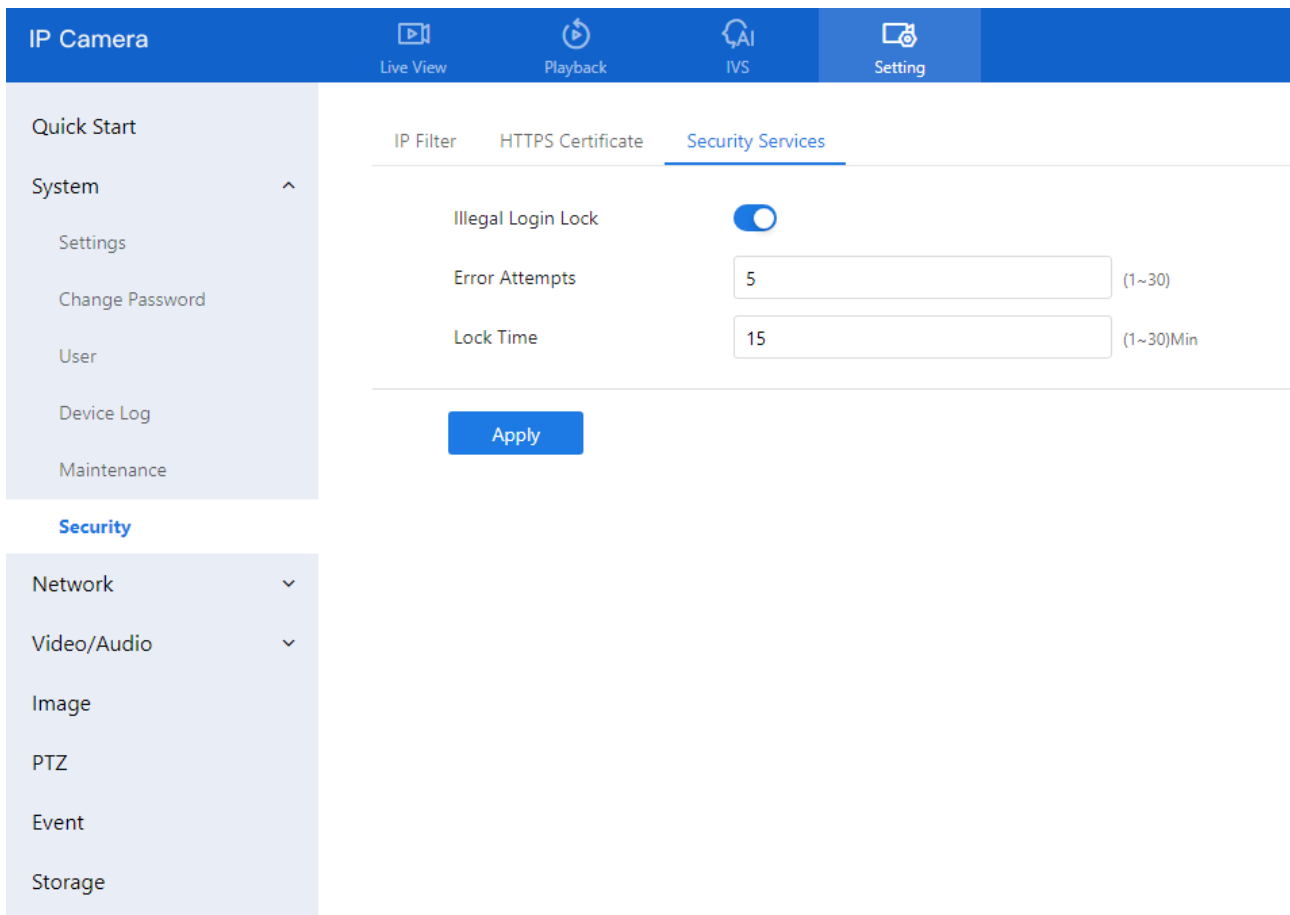 IP Camera
Live View
Playback
AI
IVS
Setting
Quick Start
System
Settings
Change Password
User
Device Log
Maintenance
Security
Network
Video/Audio
Image
PTZ
Event
Storage
IP Filter HTTPS Certificate Security Services
Illegal Login Lock
Error Attempts 5 (1~30)
Lock Time 15 (1~30)Min
Apply